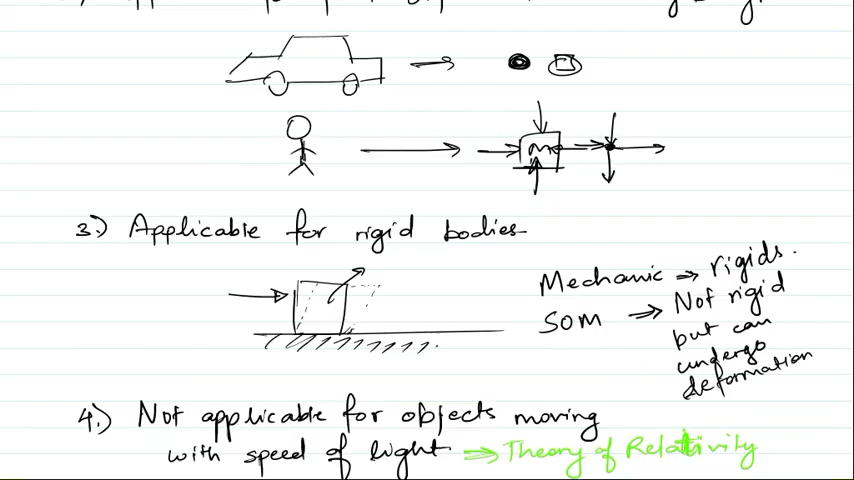 m
3.) Applicable for rigid bodies
Mechanic ⇒ rigids.
SOM ⇒ Not rigid
but can
undergo
deformation
4.) Not applicable for objects moving
with speed of light ⇒ Theory of Relativity